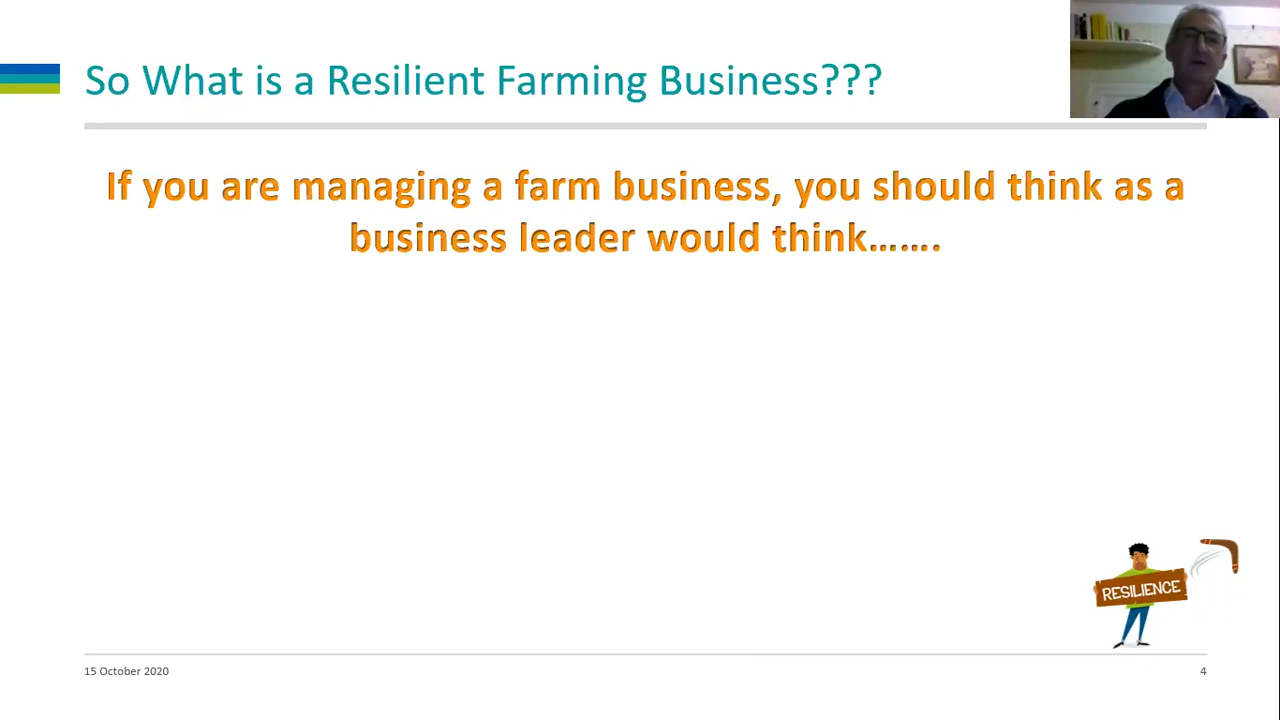 So What is a Resilient Farming Business???
If you are managing a farm business, you should think as a
business leader would think…….
RESILIENCE
15 October 2020
4